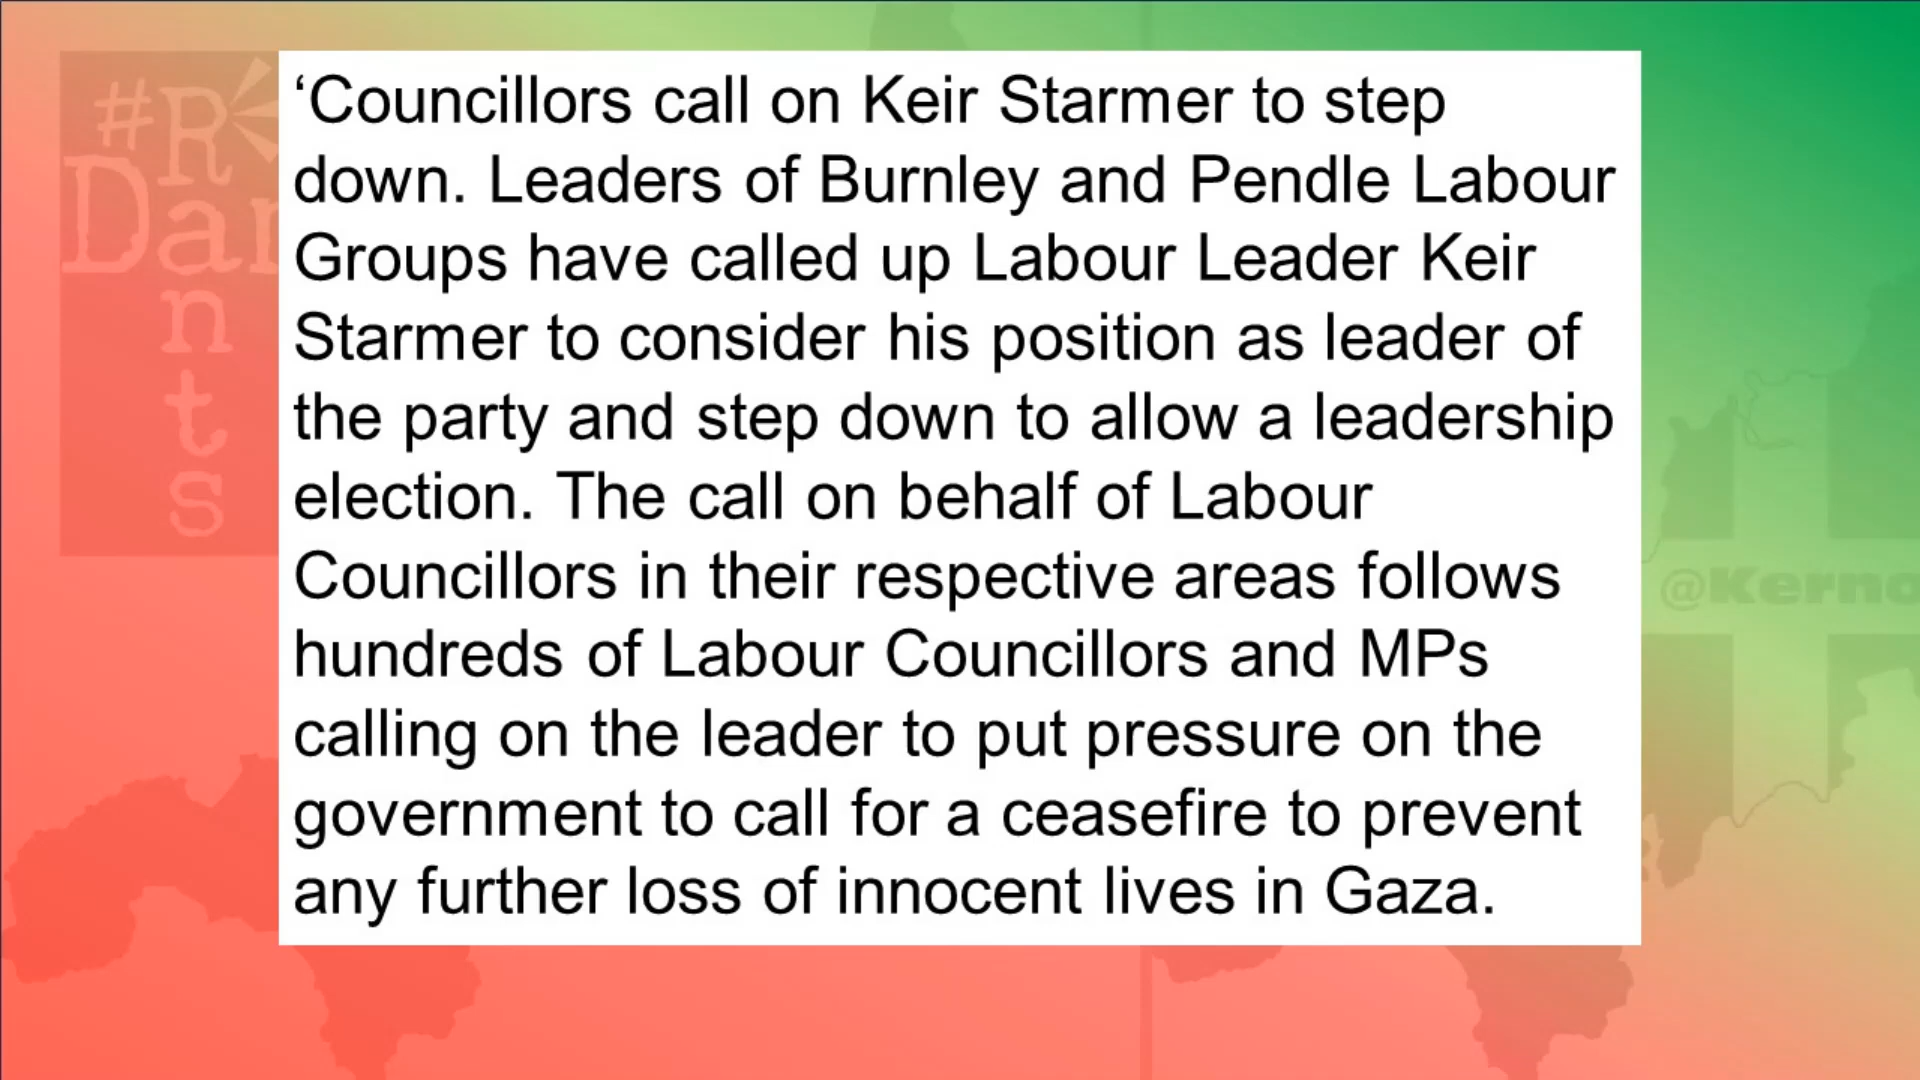 #R
Dan
n
t
s
‘Councillors call on Keir Starmer to step
down. Leaders of Burnley and Pendle Labour
Groups have called up Labour Leader Keir
Starmer to consider his position as leader of
the party and step down to allow a leadership
election. The call on behalf of Labour
Councillors in their respective areas follows
hundreds of Labour Councillors and MPs
calling on the leader to put pressure on the
government to call for a ceasefire to prevent
any further loss of innocent lives in Gaza.
@Kerno